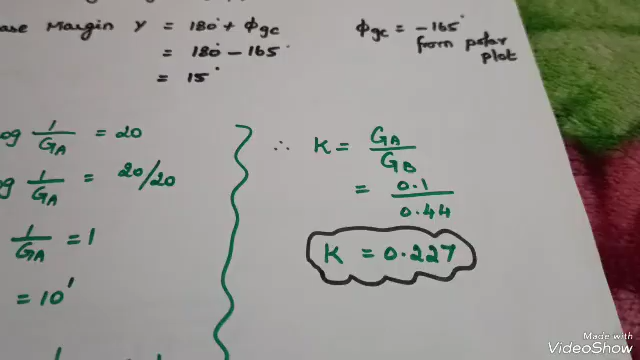 ase Margin γ = 180° + ϕgc
= 180° - 165°
= 15°
ϕgc = -165°
from polar
plot
og 1/GA = 20
og 1/GA = 20/20
1/GA = 1
= 10¹
∴ K = GA/GB
= 0.1/0.44
K = 0.227
Made with
VideoShow